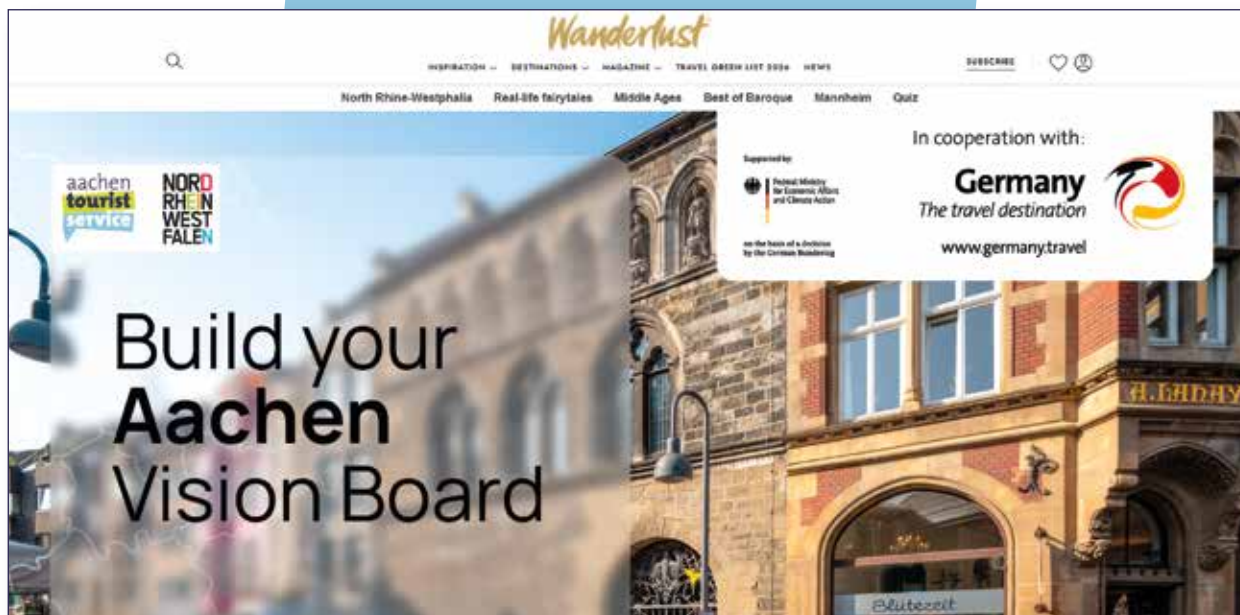 Wanderlust
INSPIRATION DESTINATIONS MAGAZINE TRAVEL GREEN LIST 2024 NEWS
SUBSCRIBE
North Rhine-Westphalia Real-life fairytales Middle Ages Best of Baroque Mannheim Quiz
aachen
tourist
service
NORD
RHEIN
WEST
FALEN
Supported by:
Federal Ministry
for Economic Affairs
and Climate Action
on the basis of a decision
by the German Bundestag
In cooperation with:
Germany
The travel destination
www.germany.travel
Build your
Aachen
Vision Board
Blütezeit